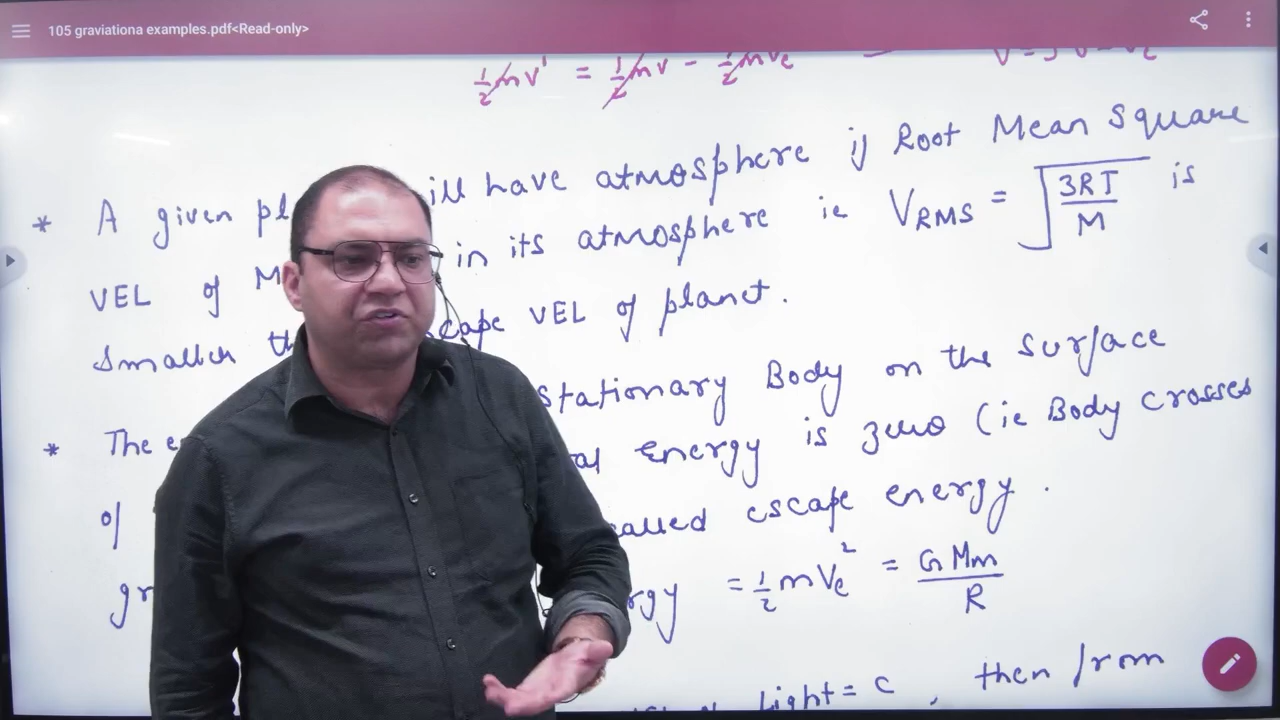 105 graviationa examples.pdf<Read-only>
½mv' = ½mv - ½mve
* A given pl ill have atmosphere if Root Mean Square
VEL of M in its atmosphere ie VRMS = √3RT/M is
Smaller th cape VEL of planet.
* The e stationary Body on the surface
of al Energy is zero (ie Body crosses
gr called escape energy.
rgy = ½mVe² = GMm/R
Light = c, then from